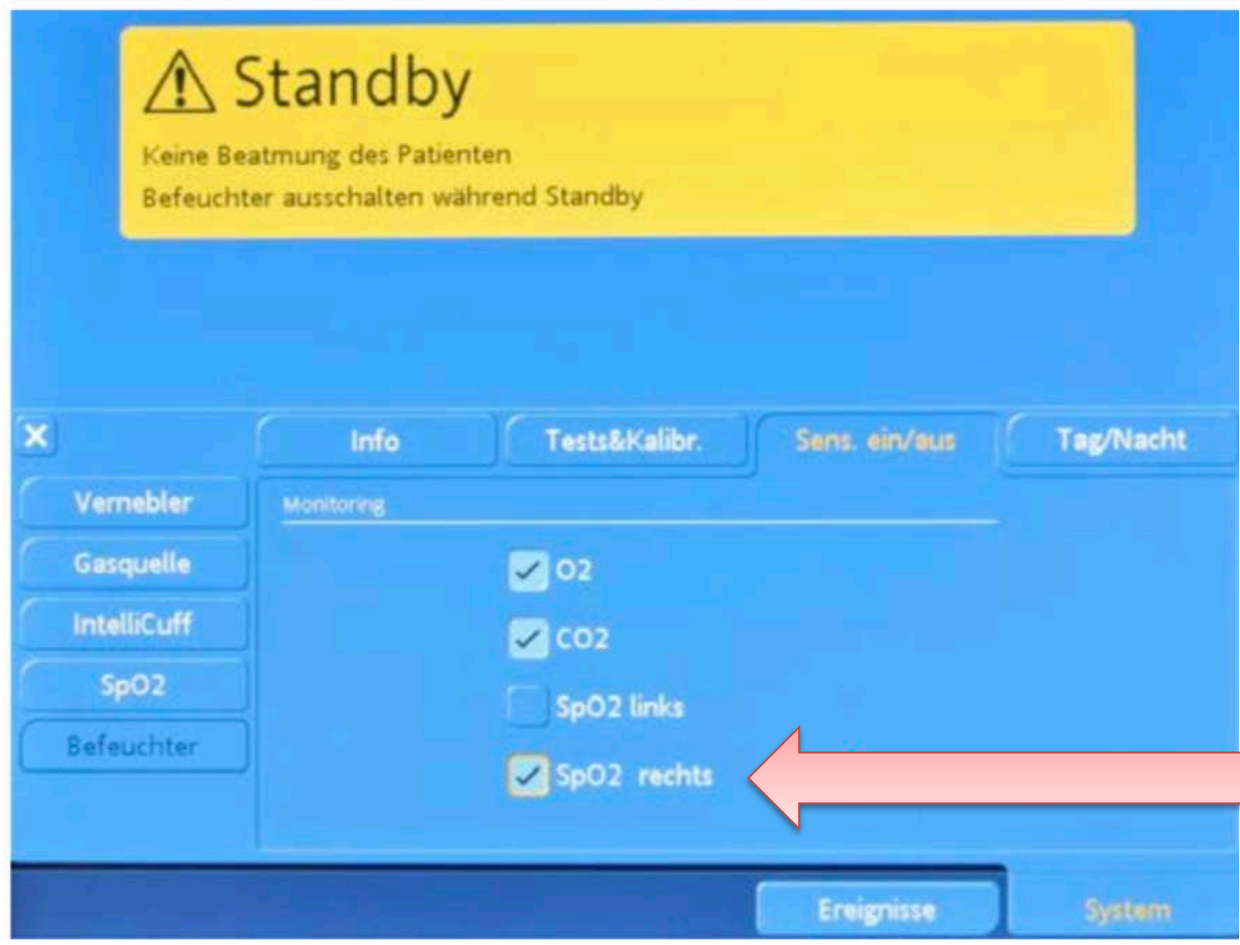 Standby
Keine Beatmung des Patienten
Befeuchter ausschalten während Standby
Info
Tests&Kalibr.
Sens. ein/aus
Tag/Nacht
Vernebler
Gasquelle
IntelliCuff
SpO2
Befeuchter
Monitoring
O2
CO2
SpO2 links
SpO2 rechts
Ereignisse
System